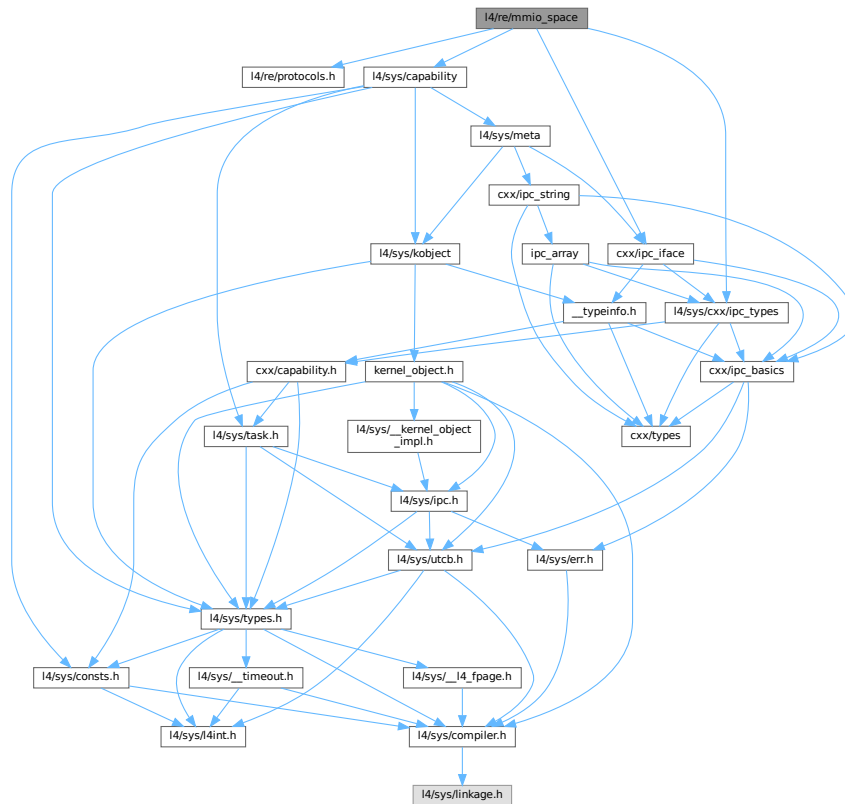 l4/re/mmio_space
l4/re/protocols.h
l4/sys/capability
l4/sys/meta
cxx/ipc_string
l4/sys/kobject
ipc_array
cxx/ipc_iface
__typeinfo.h
l4/sys/cxx/ipc_types
cxx/capability.h
kernel_object.h
cxx/ipc_basics
l4/sys/task.h
l4/sys/__kernel_object
_impl.h
cxx/types
l4/sys/ipc.h
l4/sys/utcb.h
l4/sys/err.h
l4/sys/types.h
l4/sys/consts.h
l4/sys/__timeout.h
l4/sys/__l4_fpage.h
l4/sys/l4int.h
l4/sys/compiler.h
l4/sys/linkage.h